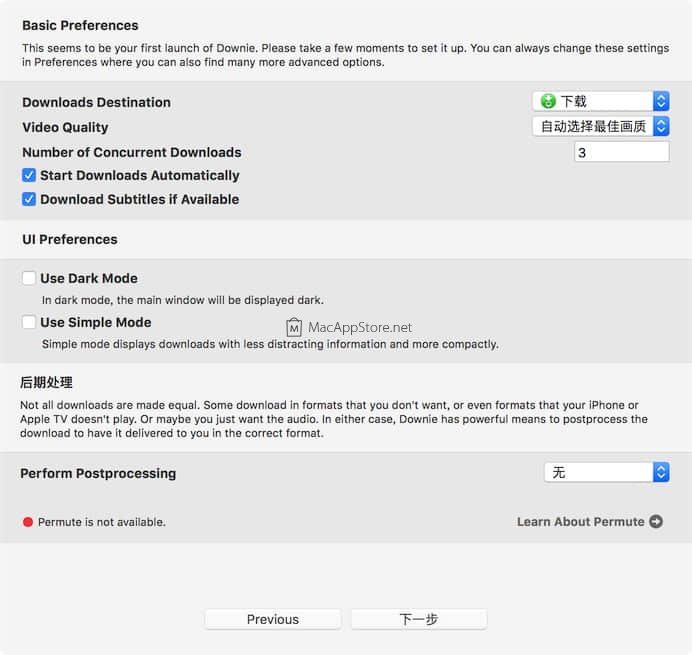 Basic Preferences
This seems to be your first launch of Downie. Please take a few moments to set it up. You can always change these settings
in Preferences where you can also find many more advanced options.
Downloads Destination 下载
Video Quality 自动选择最佳画质
Number of Concurrent Downloads 3
Start Downloads Automatically
Download Subtitles if Available
UI Preferences
Use Dark Mode
In dark mode, the main window will be displayed dark.
Use Simple Mode
MacAppStore.net
Simple mode displays downloads with less distracting information and more compactly.
后期处理
Not all downloads are made equal. Some download in formats that you don't want, or even formats that your iPhone or
Apple TV doesn't play. Or maybe you just want the audio. In either case, Downie has powerful means to postprocess the
download to have it delivered to you in the correct format.
Perform Postprocessing 无
Permute is not available. Learn About Permute
Previous 下一步